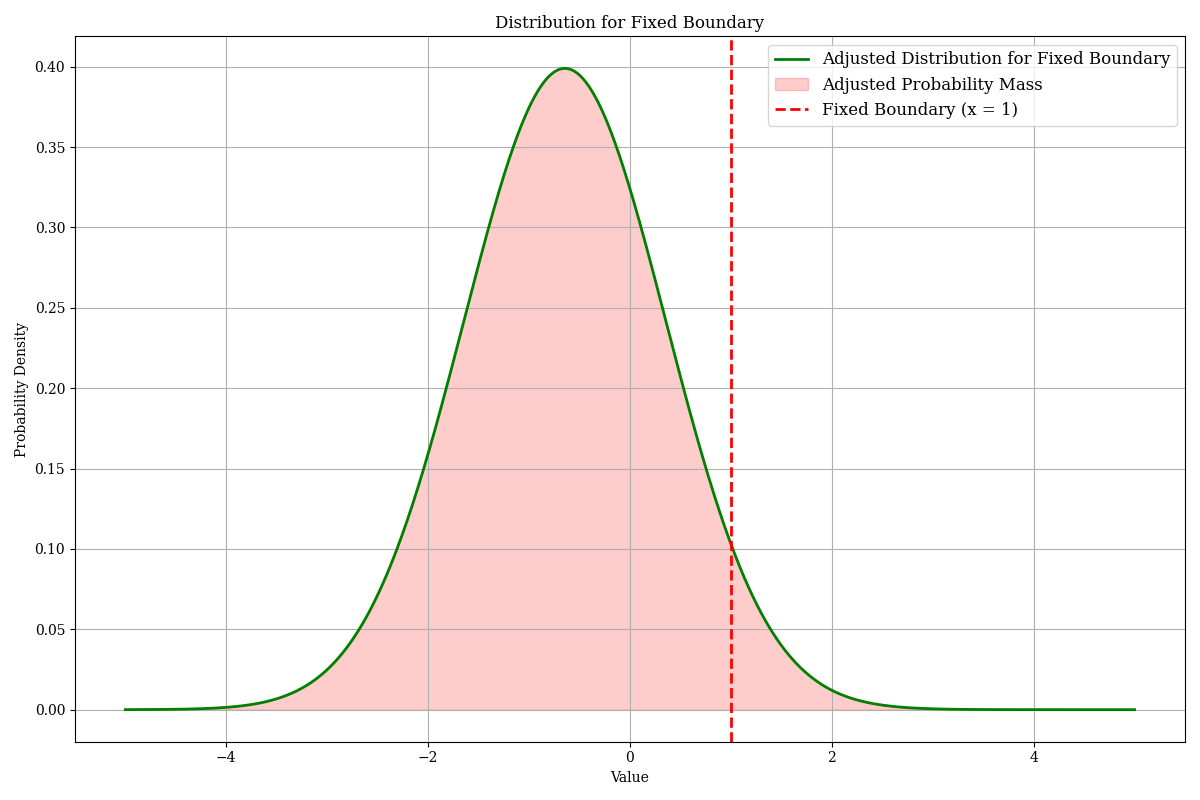 Distribution for Fixed Boundary
Adjusted Distribution for Fixed Boundary
Adjusted Probability Mass
Fixed Boundary (x = 1)
Probability Density
0.40
0.35
0.30
0.25
0.20
0.15
0.10
0.05
0.00
−4 −2 0 2 4
Value